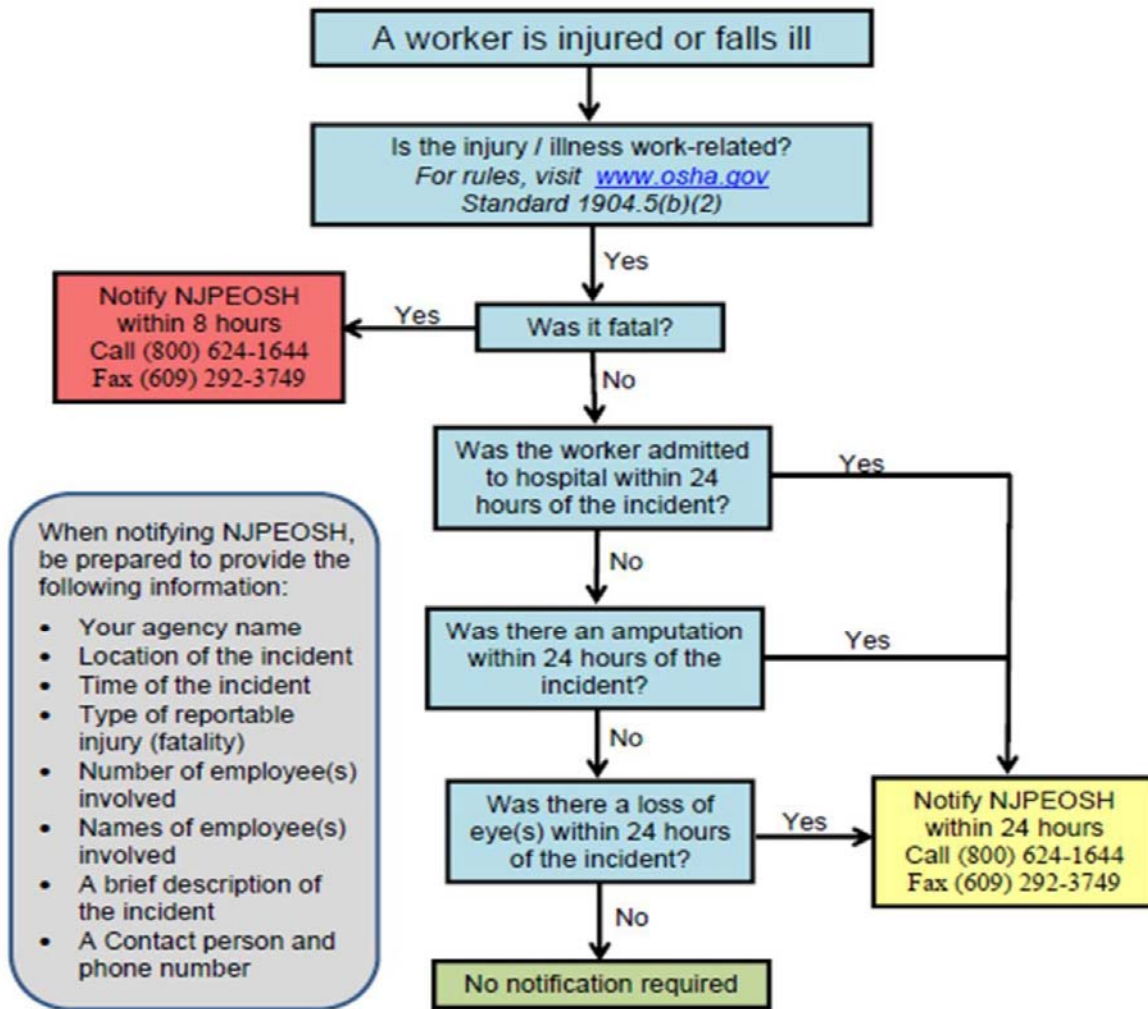 A worker is injured or falls ill
Is the injury / illness work-related?
For rules, visit www.osha.gov
Standard 1904.5(b)(2)
Yes
Notify NJPEOSH
within 8 hours
Call (800) 624-1644
Fax (609) 292-3749
Yes
Was it fatal?
No
Was the worker admitted
to hospital within 24
hours of the incident?
Yes
No
Was there an amputation
within 24 hours of the
incident?
Yes
No
Was there a loss of
eye(s) within 24 hours
of the incident?
Yes
Notify NJPEOSH
within 24 hours
Call (800) 624-1644
Fax (609) 292-3749
No
No notification required
When notifying NJPEOSH,
be prepared to provide the
following information:
• Your agency name
• Location of the incident
• Time of the incident
• Type of reportable
injury (fatality)
• Number of employee(s)
involved
• Names of employee(s)
involved
• A brief description of
the incident
• A Contact person and
phone number